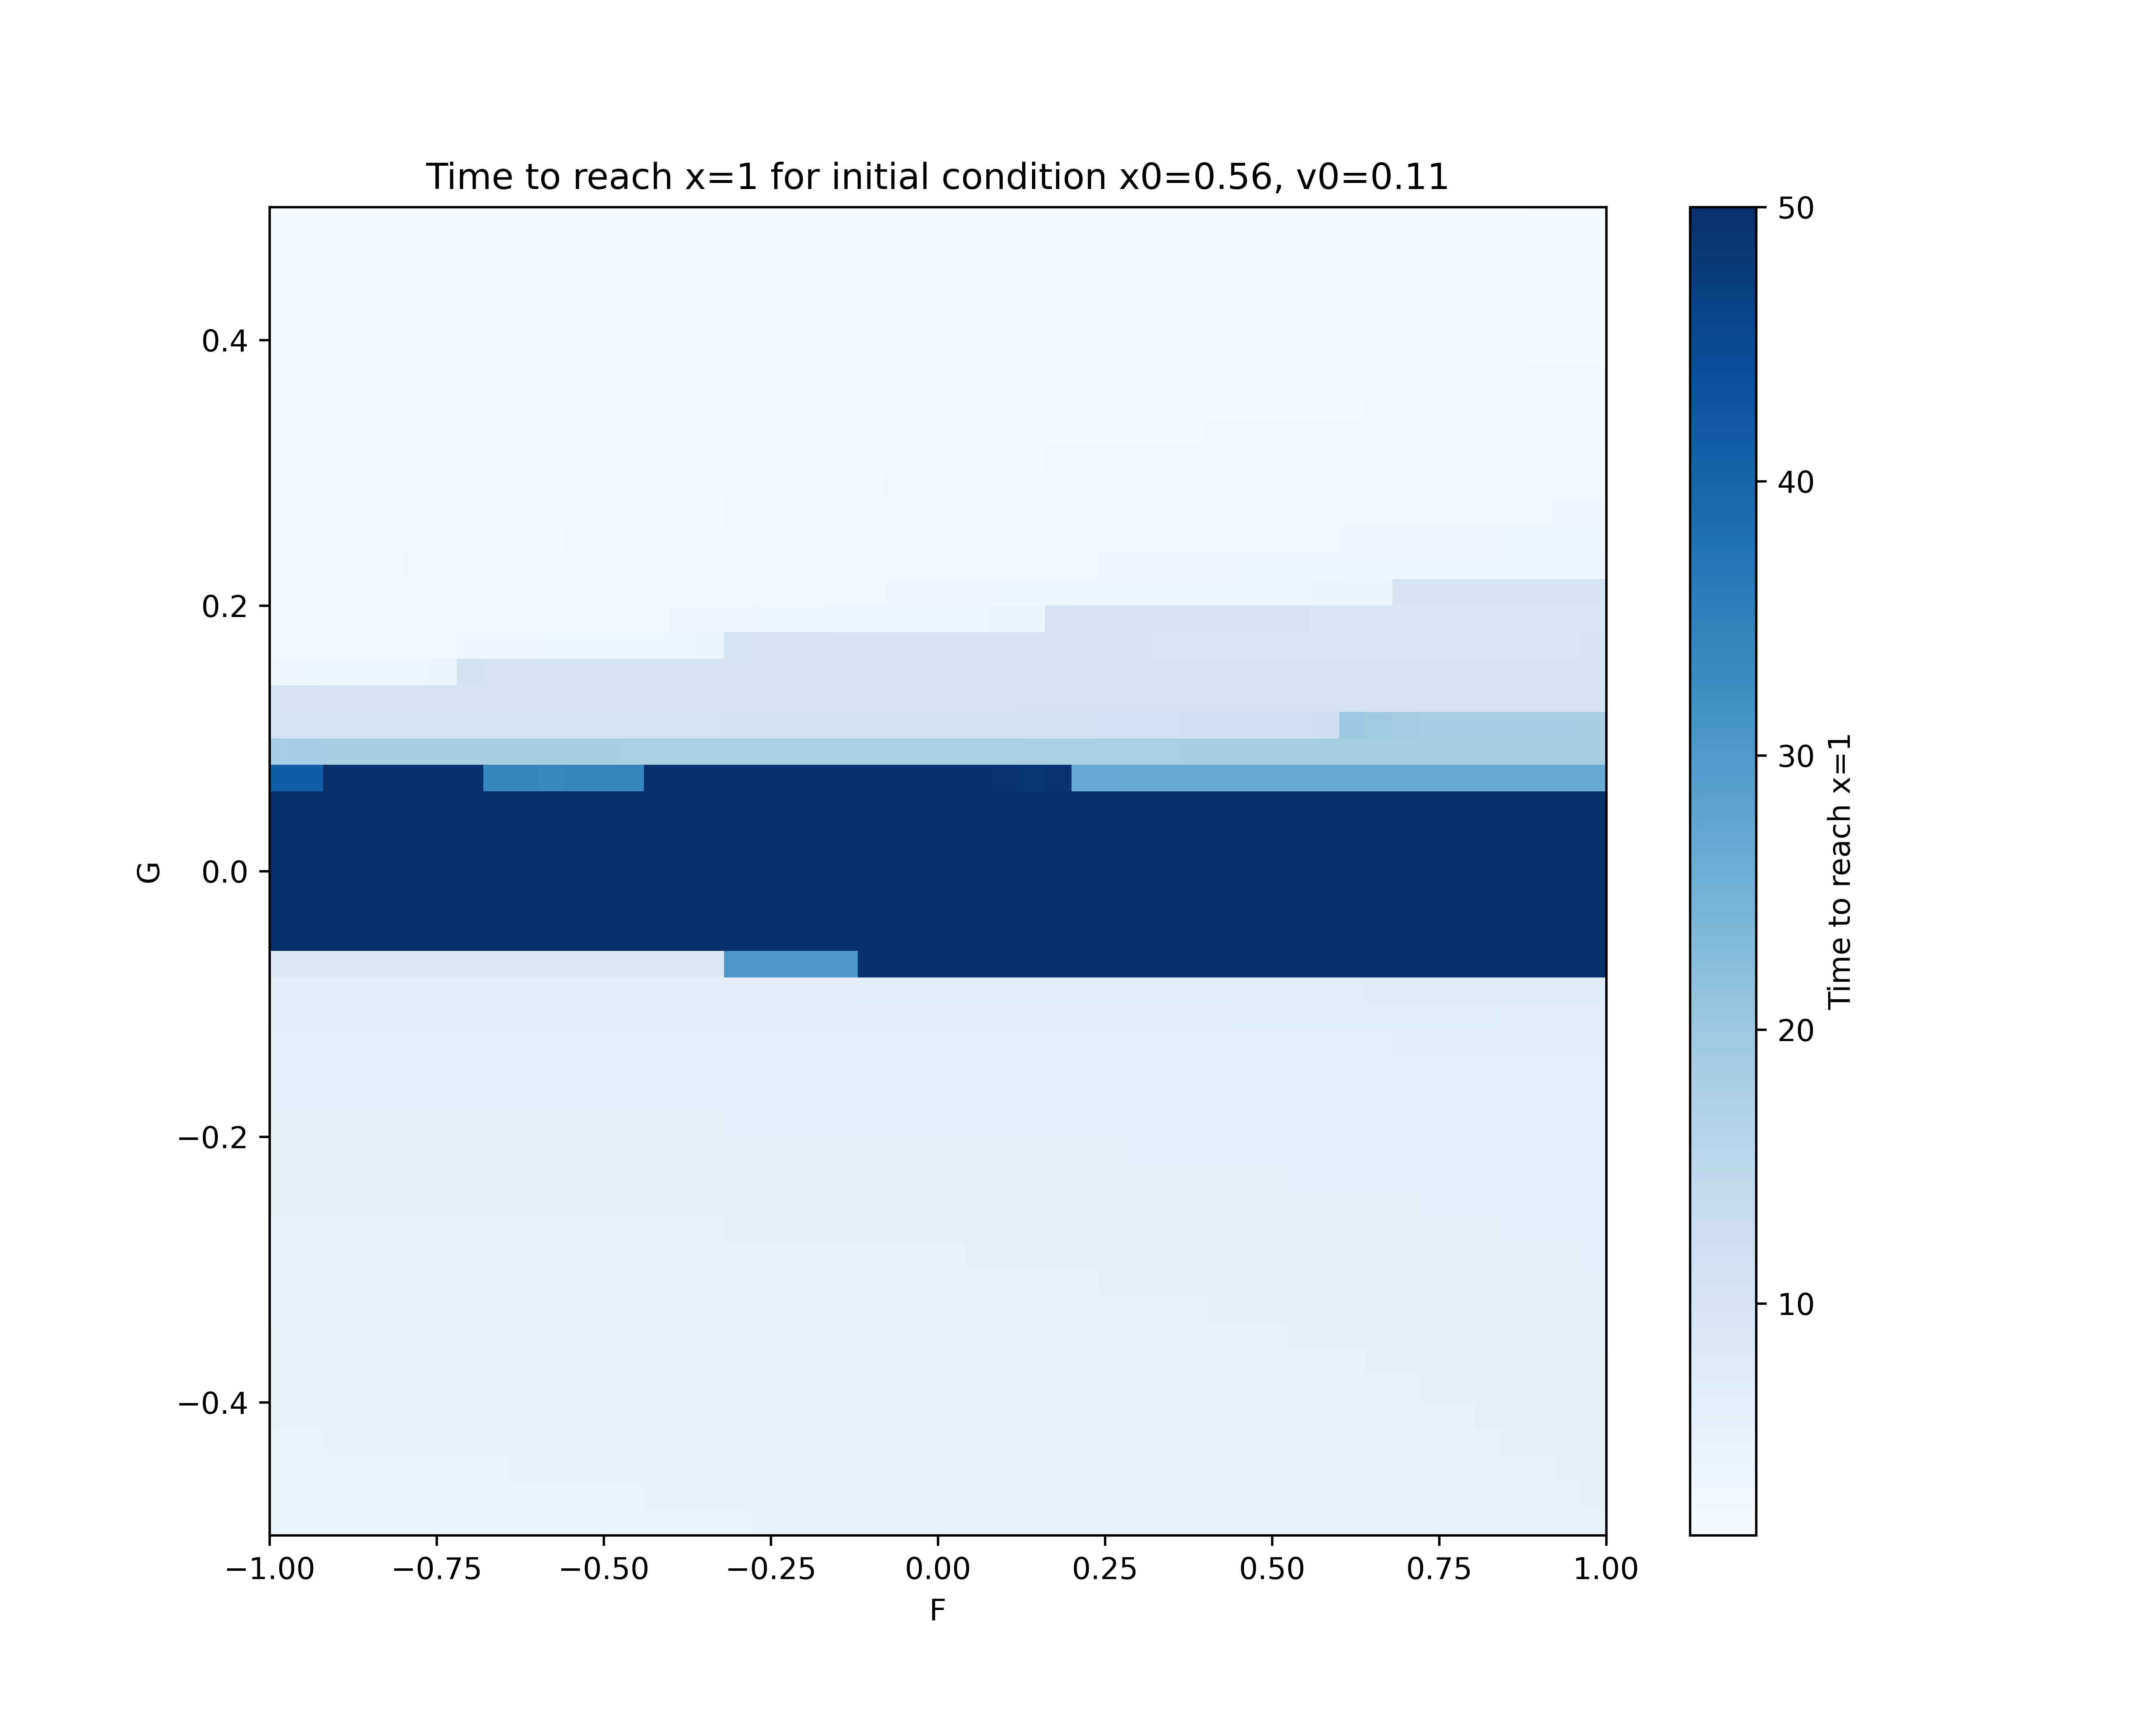 Time to reach x=1 for initial condition x0=0.56, v0=0.11
G
0.4
0.2
0.0
−0.2
−0.4
−1.00 −0.75 −0.50 −0.25 0.00 0.25 0.50 0.75 1.00
F
50
40
30
20
10
Time to reach x=1